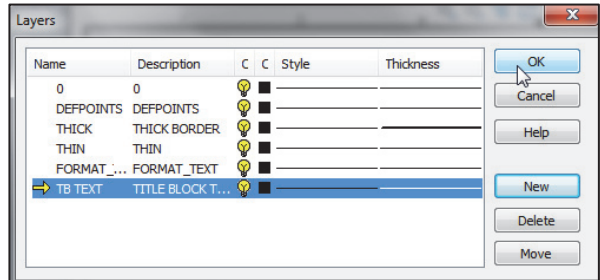 Layers
Name Description C C Style Thickness
0 0
DEFPOINTS DEFPOINTS
THICK THICK BORDER
THIN THIN
FORMAT_... FORMAT_TEXT
TB TEXT TITLE BLOCK T...
OK
Cancel
Help
New
Delete
Move